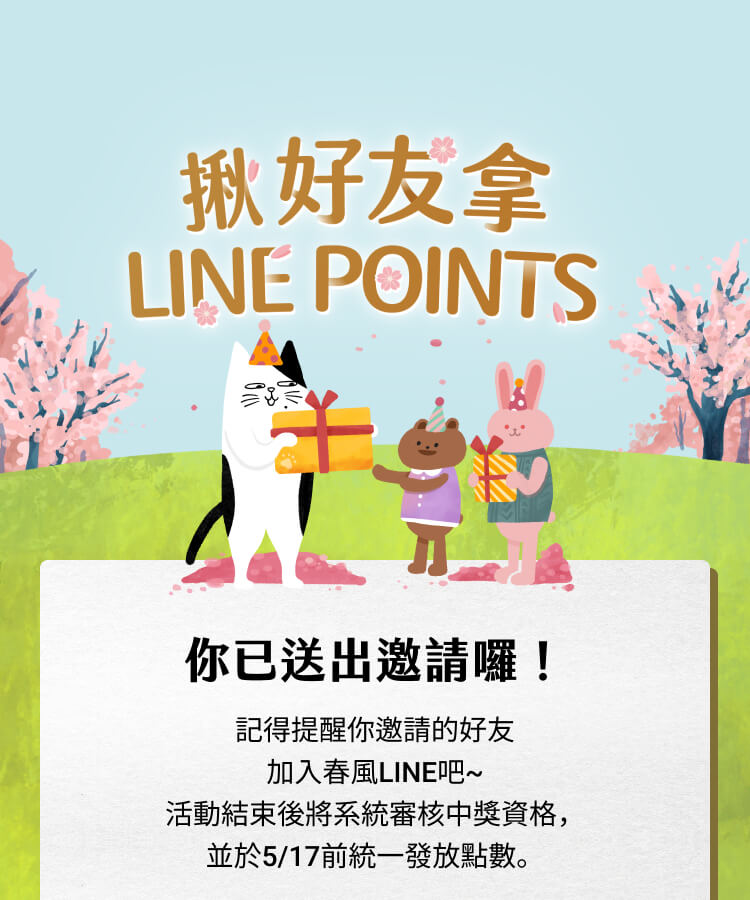 揪好友拿
LINE POINTS
你已送出邀請囉！
記得提醒你邀請的好友
加入春風LINE吧~
活動結束後將系統審核中獎資格，
並於5/17前統一發放點數。